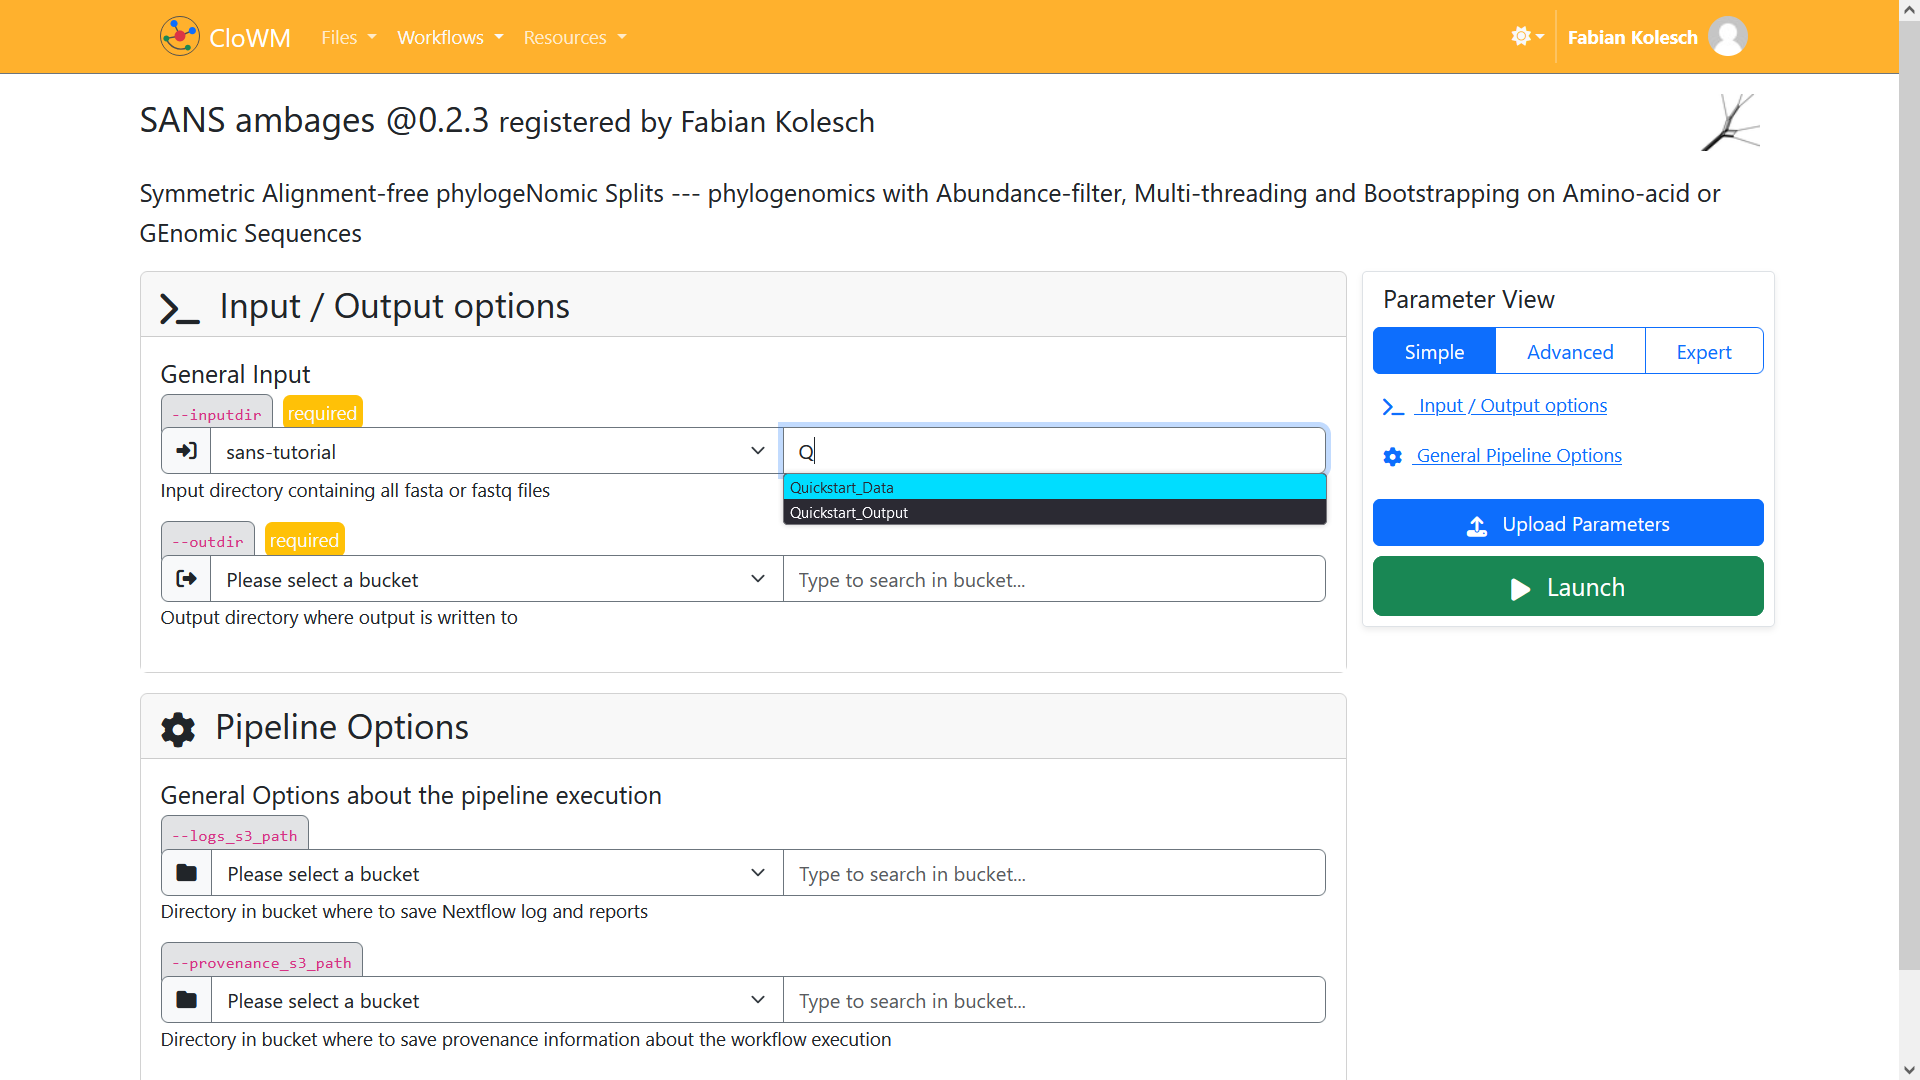 CloWM Files Workflows Resources Fabian Kolesch
SANS ambages @0.2.3 registered by Fabian Kolesch
Symmetric Alignment-free phylogeNomic Splits --- phylogenomics with Abundance-filter, Multi-threading and Bootstrapping on Amino-acid or
GEnomic Sequences
Input / Output options
General Input
--inputdir required
sans-tutorial Q
Input directory containing all fasta or fastq files
Quickstart_Data
Quickstart_Output
--outdir required
Please select a bucket Type to search in bucket...
Output directory where output is written to
Pipeline Options
General Options about the pipeline execution
--logs_s3_path
Please select a bucket Type to search in bucket...
Directory in bucket where to save Nextflow log and reports
--provenance_s3_path
Please select a bucket Type to search in bucket...
Directory in bucket where to save provenance information about the workflow execution
Parameter View
Simple Advanced Expert
Input / Output options
General Pipeline Options
Upload Parameters
Launch